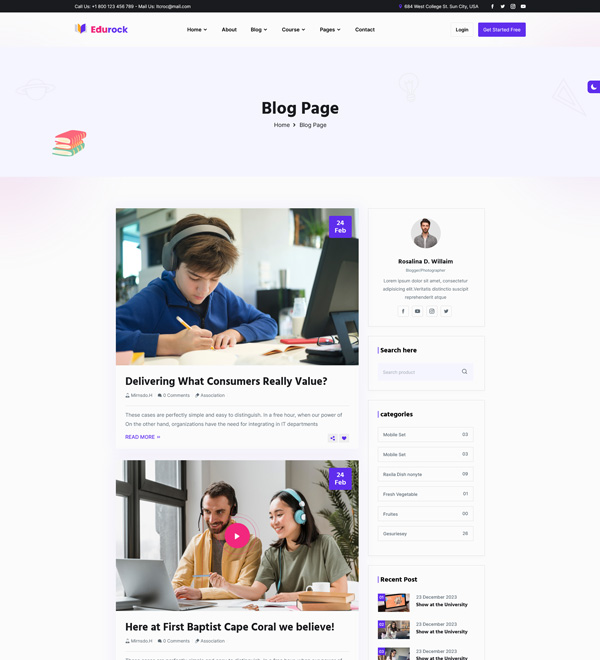 Call Us: +1 800 123 456 789 - Mail Us: Itcroc@mail.com
684 West College St. Sun City, USA
Edurock
Home
About
Blog
Course
Pages
Contact
Login
Get Started Free
Blog Page
Home
Blog Page
24
Feb
Delivering What Consumers Really Value?
Mirnsdo.H
0 Comments
Association
These cases are perfectly simple and easy to distinguish. In a free hour, when our power of
On the other hand, organizations have the need for integrating in IT departments
READ MORE
24
Feb
Here at First Baptist Cape Coral we believe!
Mirnsdo.H
0 Comments
Association
Rosalina D. Willaim
Blogger/Photographer
Lorem ipsum dolor sit amet, consectetur
adipisicing elit Veritatis distinctio suscipit
reprehenderit atque
Search here
Search product
categories
Mobile Set 03
Mobile Set 03
Raxila Dish nonyte 09
Fresh Vegetable 01
Fruites 00
Gesuriesey 26
Recent Post
01
23 December 2023
Show at the University
02
23 December 2023
Show at the University
03
23 December 2023
Show at the University